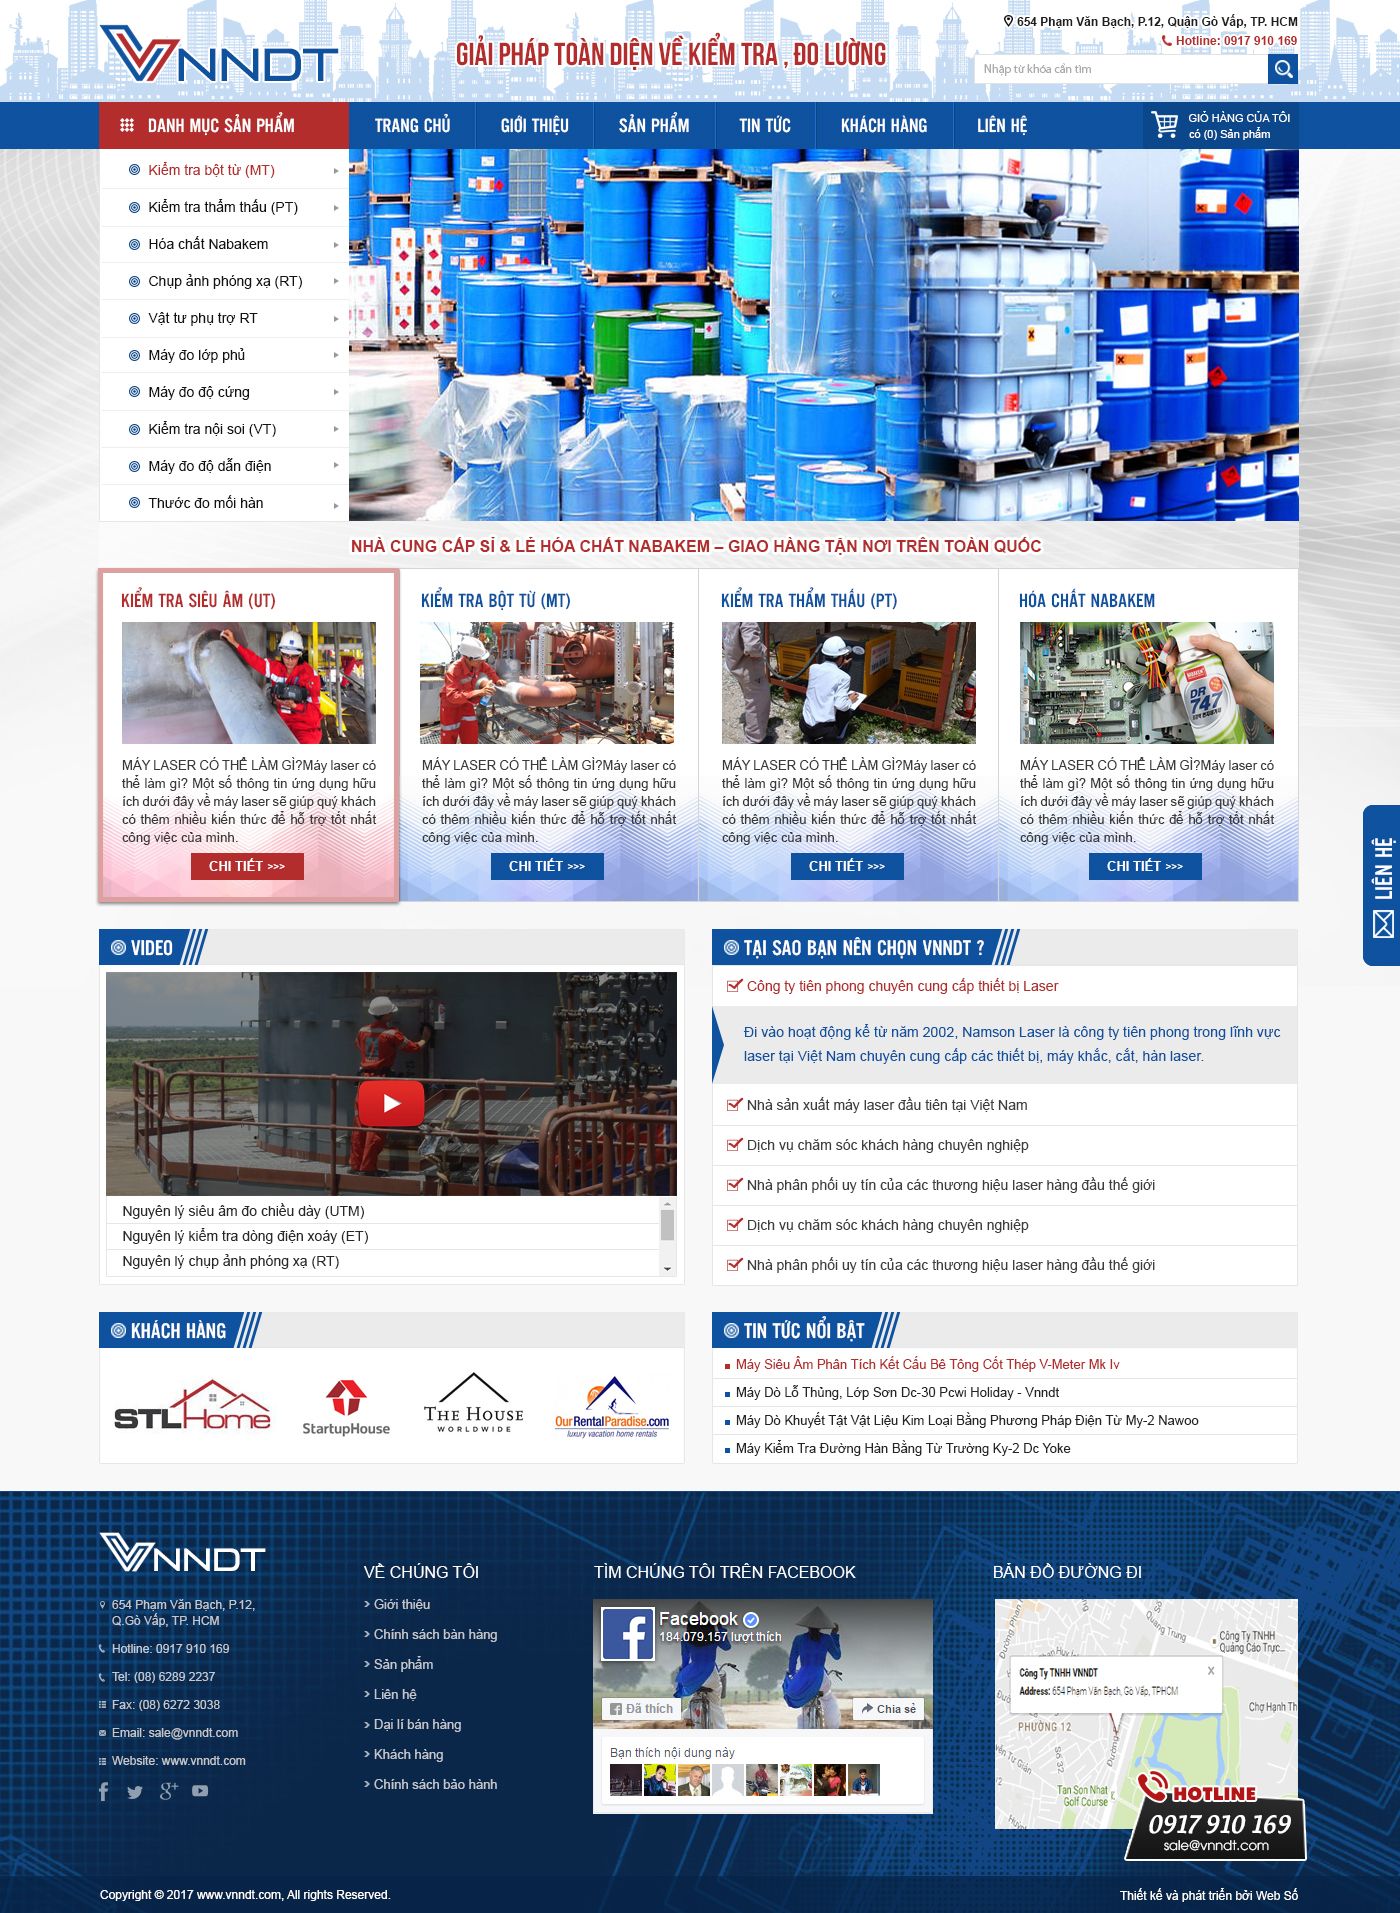 VNNDT
GIẢI PHÁP TOÀN DIỆN VỀ KIỂM TRA , ĐO LƯỜNG
654 Phạm Văn Bạch, P.12, Quận Gò Vấp, TP. HCM
Hotline: 0917 910 169
Nhập từ khóa cần tìm
DANH MỤC SẢN PHẨM
TRANG CHỦ
GIỚI THIỆU
SẢN PHẨM
TIN TỨC
KHÁCH HÀNG
LIÊN HỆ
GIỎ HÀNG CỦA TÔI
có (0) Sản phẩm
Kiểm tra bột từ (MT)
Kiểm tra thẩm thấu (PT)
Hóa chất Nabakem
Chụp ảnh phóng xạ (RT)
Vật tư phụ trợ RT
Máy đo lớp phủ
Máy đo độ cứng
Kiểm tra nội soi (VT)
Máy đo độ dẫn điện
Thước đo mối hàn
NHÀ CUNG CẤP SỈ & LẺ HÓA CHẤT NABAKEM – GIAO HÀNG TẬN NƠI TRÊN TOÀN QUỐC
KIỂM TRA SIÊU ÂM (UT)
MÁY LASER CÓ THỂ LÀM GÌ?Máy laser có
thể làm gì? Một số thông tin ứng dụng hữu
ích dưới đây về máy laser sẽ giúp quý khách
có thêm nhiều kiến thức để hỗ trợ tốt nhất
công việc của mình.
CHI TIẾT >>>
KIỂM TRA BỘT TỪ (MT)
MÁY LASER CÓ THỂ LÀM GÌ?Máy laser có
thể làm gì? Một số thông tin ứng dụng hữu
ích dưới đây về máy laser sẽ giúp quý khách
có thêm nhiều kiến thức để hỗ trợ tốt nhất
công việc của mình.
CHI TIẾT >>>
KIỂM TRA THẨM THẤU (PT)
MÁY LASER CÓ THỂ LÀM GÌ?Máy laser có
thể làm gì? Một số thông tin ứng dụng hữu
ích dưới đây về máy laser sẽ giúp quý khách
có thêm nhiều kiến thức để hỗ trợ tốt nhất
công việc của mình.
CHI TIẾT >>>
HÓA CHẤT NABAKEM
DR
747
MÁY LASER CÓ THỂ LÀM GÌ?Máy laser có
thể làm gì? Một số thông tin ứng dụng hữu
ích dưới đây về máy laser sẽ giúp quý khách
có thêm nhiều kiến thức để hỗ trợ tốt nhất
công việc của mình.
CHI TIẾT >>>
LIÊN HỆ
VIDEO
Nguyên lý siêu âm đo chiều dày (UTM)
Nguyên lý kiểm tra dòng điện xoáy (ET)
Nguyên lý chụp ảnh phóng xạ (RT)
TẠI SAO BẠN NÊN CHỌN VNNDT ?
Công ty tiên phong chuyên cung cấp thiết bị Laser
Đi vào hoạt động kể từ năm 2002, Namson Laser là công ty tiên phong trong lĩnh vực
laser tại Việt Nam chuyên cung cấp các thiết bị, máy khắc, cắt, hàn laser.
Nhà sản xuất máy laser đầu tiên tại Việt Nam
Dịch vụ chăm sóc khách hàng chuyên nghiệp
Nhà phân phối uy tín của các thương hiệu laser hàng đầu thế giới
Dịch vụ chăm sóc khách hàng chuyên nghiệp
Nhà phân phối uy tín của các thương hiệu laser hàng đầu thế giới
KHÁCH HÀNG
STLHome
StartupHouse
THE HOUSE
WORLDWIDE
OurRentalParadise.com
luxury vacation home rentals
TIN TỨC NỔI BẬT
Máy Siêu Âm Phân Tích Kết Cấu Bê Tông Cốt Thép V-Meter Mk Iv
Máy Dò Lỗ Thủng, Lớp Sơn Dc-30 Pcwi Holiday - Vnndt
Máy Dò Khuyết Tật Vật Liệu Kim Loại Bằng Phương Pháp Điện Từ My-2 Nawoo
Máy Kiểm Tra Đường Hàn Bằng Từ Trường Ky-2 Dc Yoke
VNNDT
654 Phạm Văn Bạch, P.12,
Q.Gò Vấp, TP. HCM
Hotline: 0917 910 169
Tel: (08) 6289 2237
Fax: (08) 6272 3038
Email: sale@vnndt.com
Website: www.vnndt.com
VỀ CHÚNG TÔI
> Giới thiệu
> Chính sách bán hàng
> Sản phẩm
> Liên hệ
> Dại lí bán hàng
> Khách hàng
> Chính sách bảo hành
TÌM CHÚNG TÔI TRÊN FACEBOOK
Facebook
184.079.157 lượt thích
Đã thích
Chia sẻ
Bạn thích nội dung này
BẢN ĐỒ ĐƯỜNG ĐI
Quang Trung
Công Ty TNHH
Quảng Cáo Trực...
Công Ty TNHH VNNDT
x
Address: 654 Phạm Văn Bạch, Gò Vấp, TPHCM
Chợ Hạnh Th
PHƯỜNG 12
Tan Son Nhat
Golf Course
HOTLINE
0917 910 169
sale@vnndt.com
Copyright © 2017 www.vnndt.com, All rights Reserved.
Thiết kế và phát triển bởi Web Số